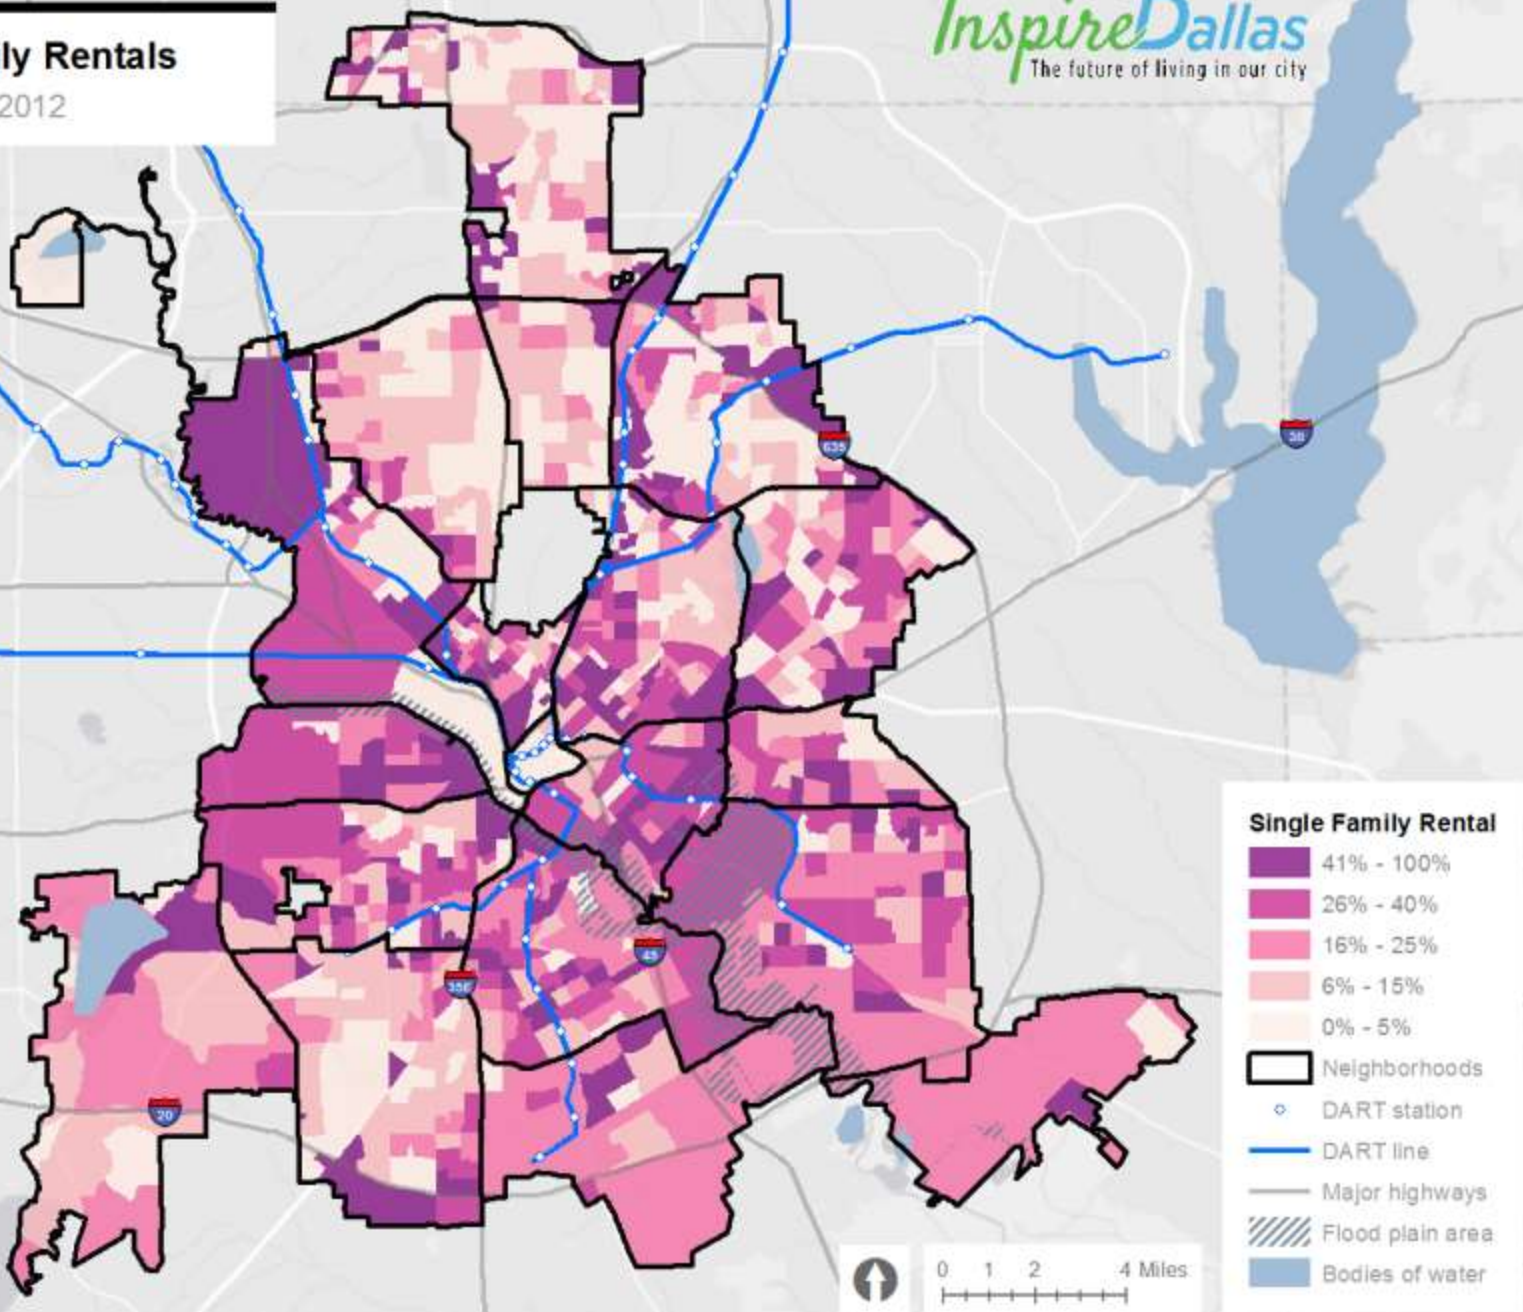 ly Rentals
2012
InspireDallas
The future of living in our city
635
30
45
35E
20
Single Family Rental
41% - 100%
26% - 40%
16% - 25%
6% - 15%
0% - 5%
Neighborhoods
DART station
DART line
Major highways
Flood plain area
Bodies of water
0 1 2 4 Miles